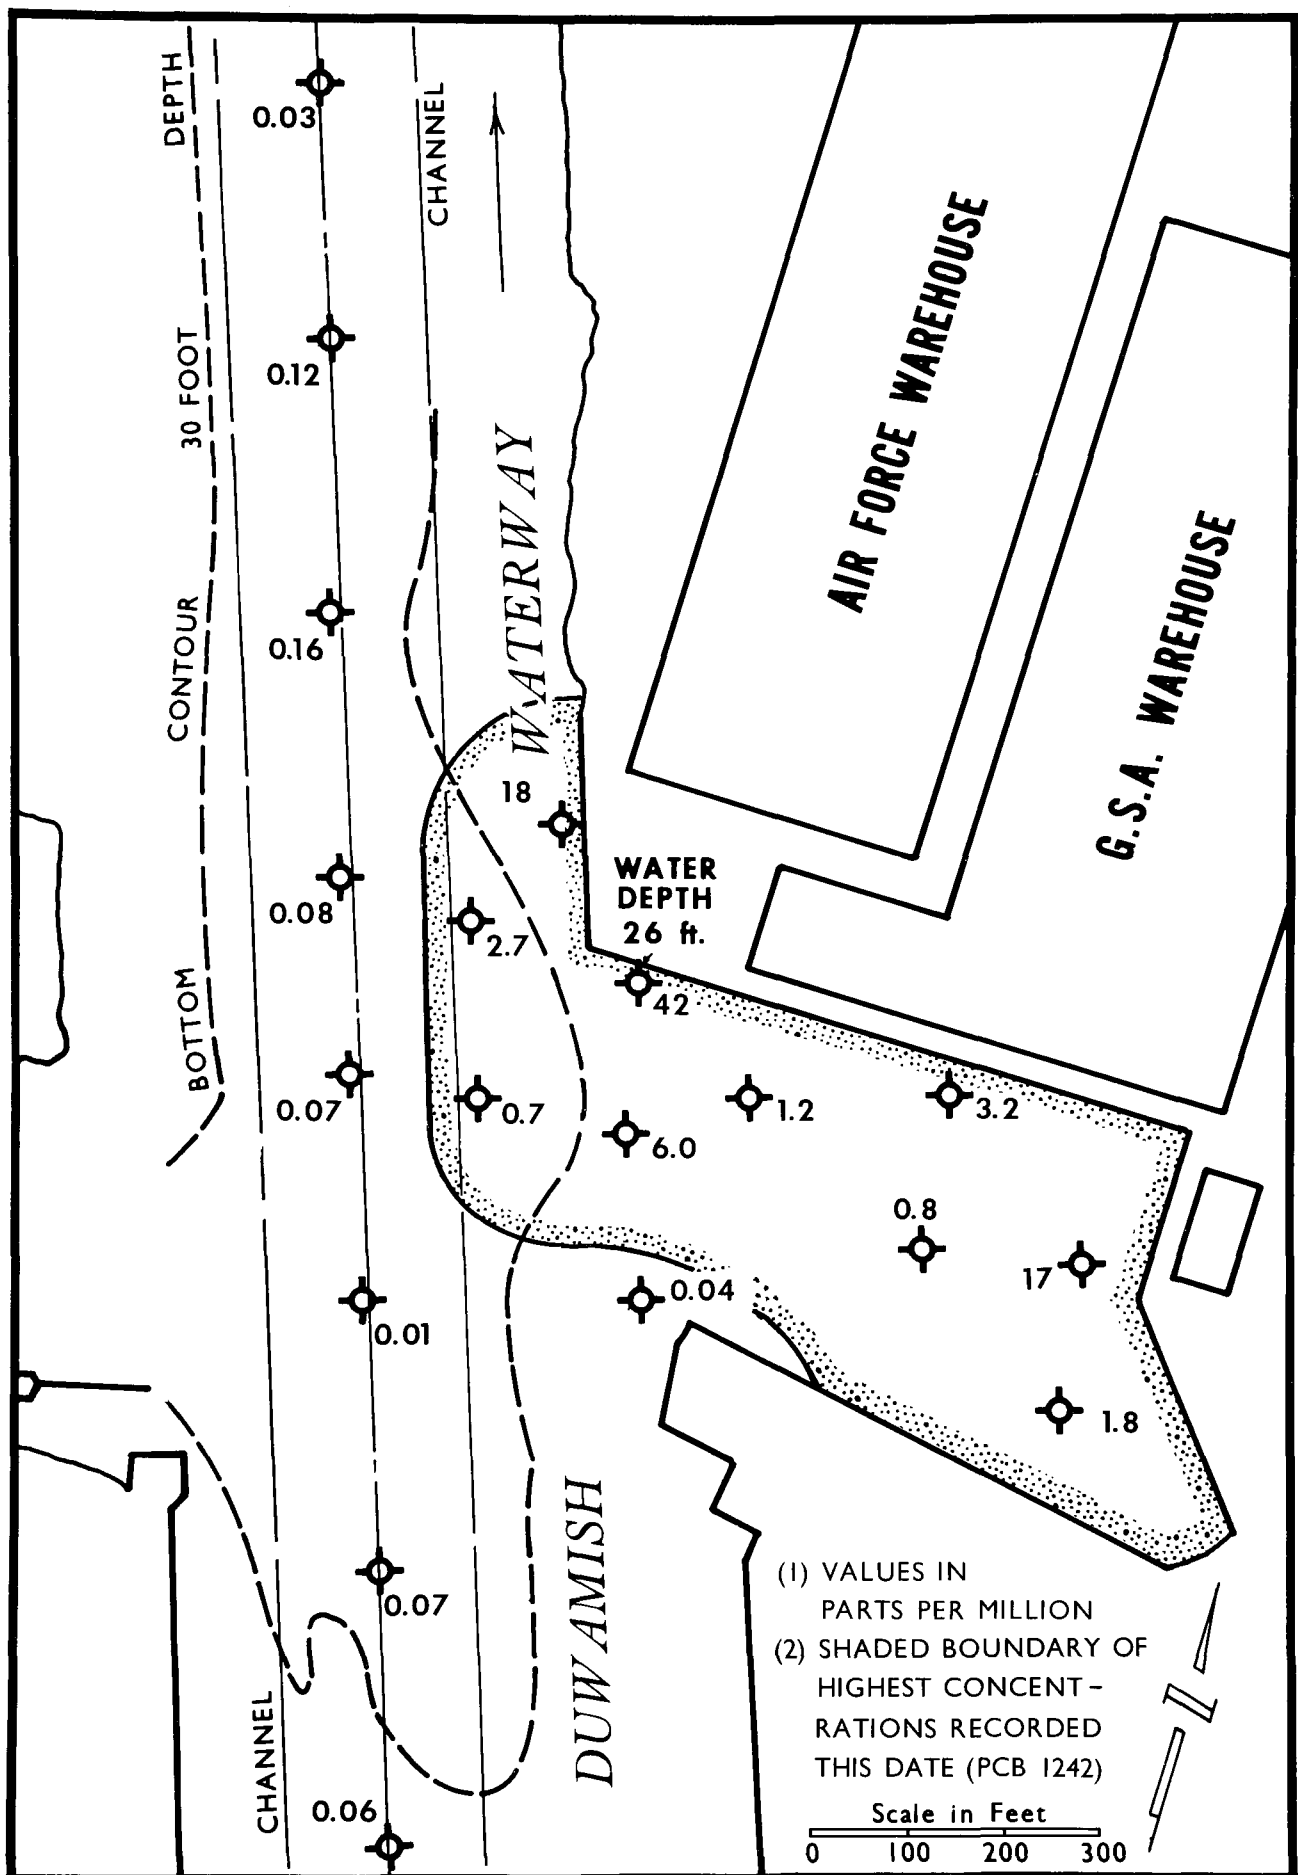 DEPTH
30 FOOT
CONTOUR
BOTTOM
CHANNEL
CHANNEL
0.03
0.12
0.16
0.08
0.07
0.01
0.07
0.06
DUWAMISH
WATERWAY
AIR FORCE WAREHOUSE
G.S.A. WAREHOUSE
18
WATER
DEPTH
26 ft.
2.7
42
0.7
6.0
1.2
3.2
0.8
17
0.04
1.8
(1) VALUES IN
PARTS PER MILLION
(2) SHADED BOUNDARY OF
HIGHEST CONCENT-
RATIONS RECORDED
THIS DATE (PCB 1242)
Scale in Feet
0 100 200 300
N